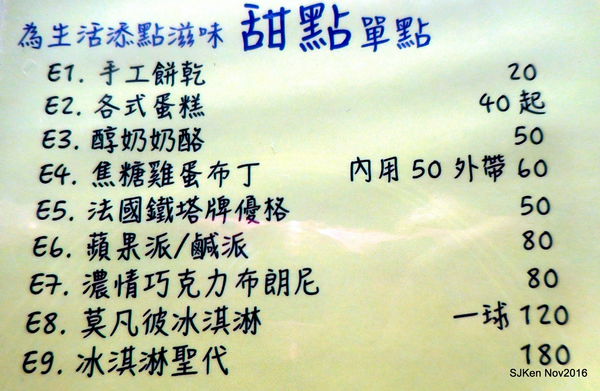 為生活添點滋味 甜點單點
E1. 手工餅乾 20
E2. 各式蛋糕 40起
E3. 醇奶奶酪 50
E4. 焦糖雞蛋布丁 內用 50 外帶 60
E5. 法國鐵塔牌優格 50
E6. 蘋果派/鹹派 80
E7. 濃情巧克力布朗尼 80
E8. 莫凡彼冰淇淋 一球 120
E9. 冰淇淋聖代 180
SJKen Nov2016